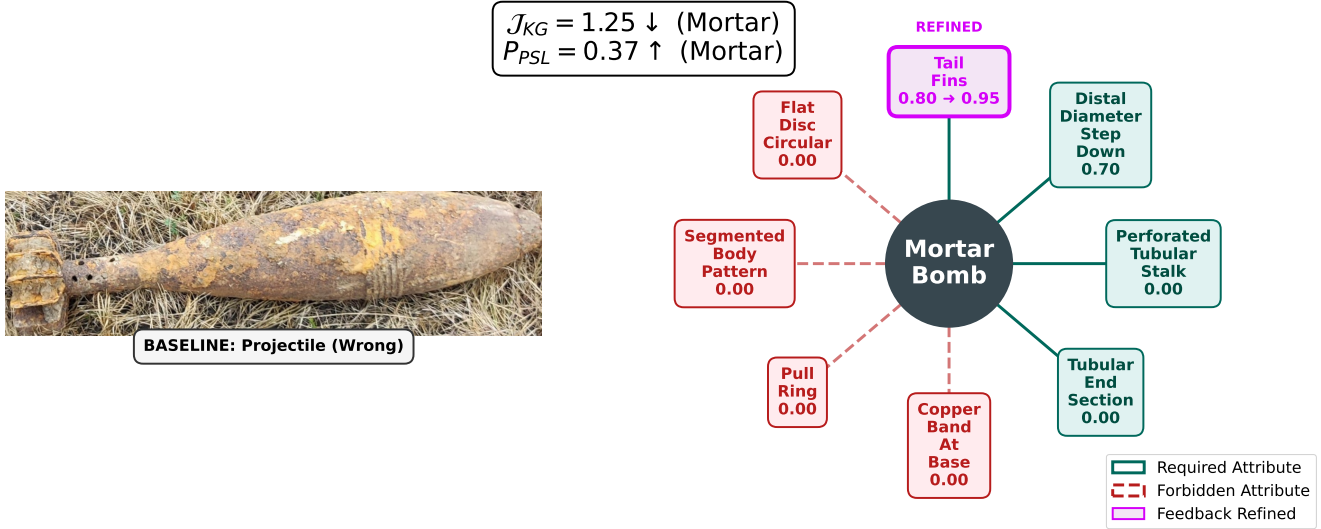 𝒥KG = 1.25 ↓ (Mortar)
PPSL = 0.37 ↑ (Mortar)
REFINED
Tail
Fins
0.80 → 0.95
Flat
Disc
Circular
0.00
Distal
Diameter
Step
Down
0.70
Segmented
Body
Pattern
0.00
Mortar
Bomb
Perforated
Tubular
Stalk
0.00
BASELINE: Projectile (Wrong)
Pull
Ring
0.00
Copper
Band
At
Base
0.00
Tubular
End
Section
0.00
Required Attribute
Forbidden Attribute
Feedback Refined